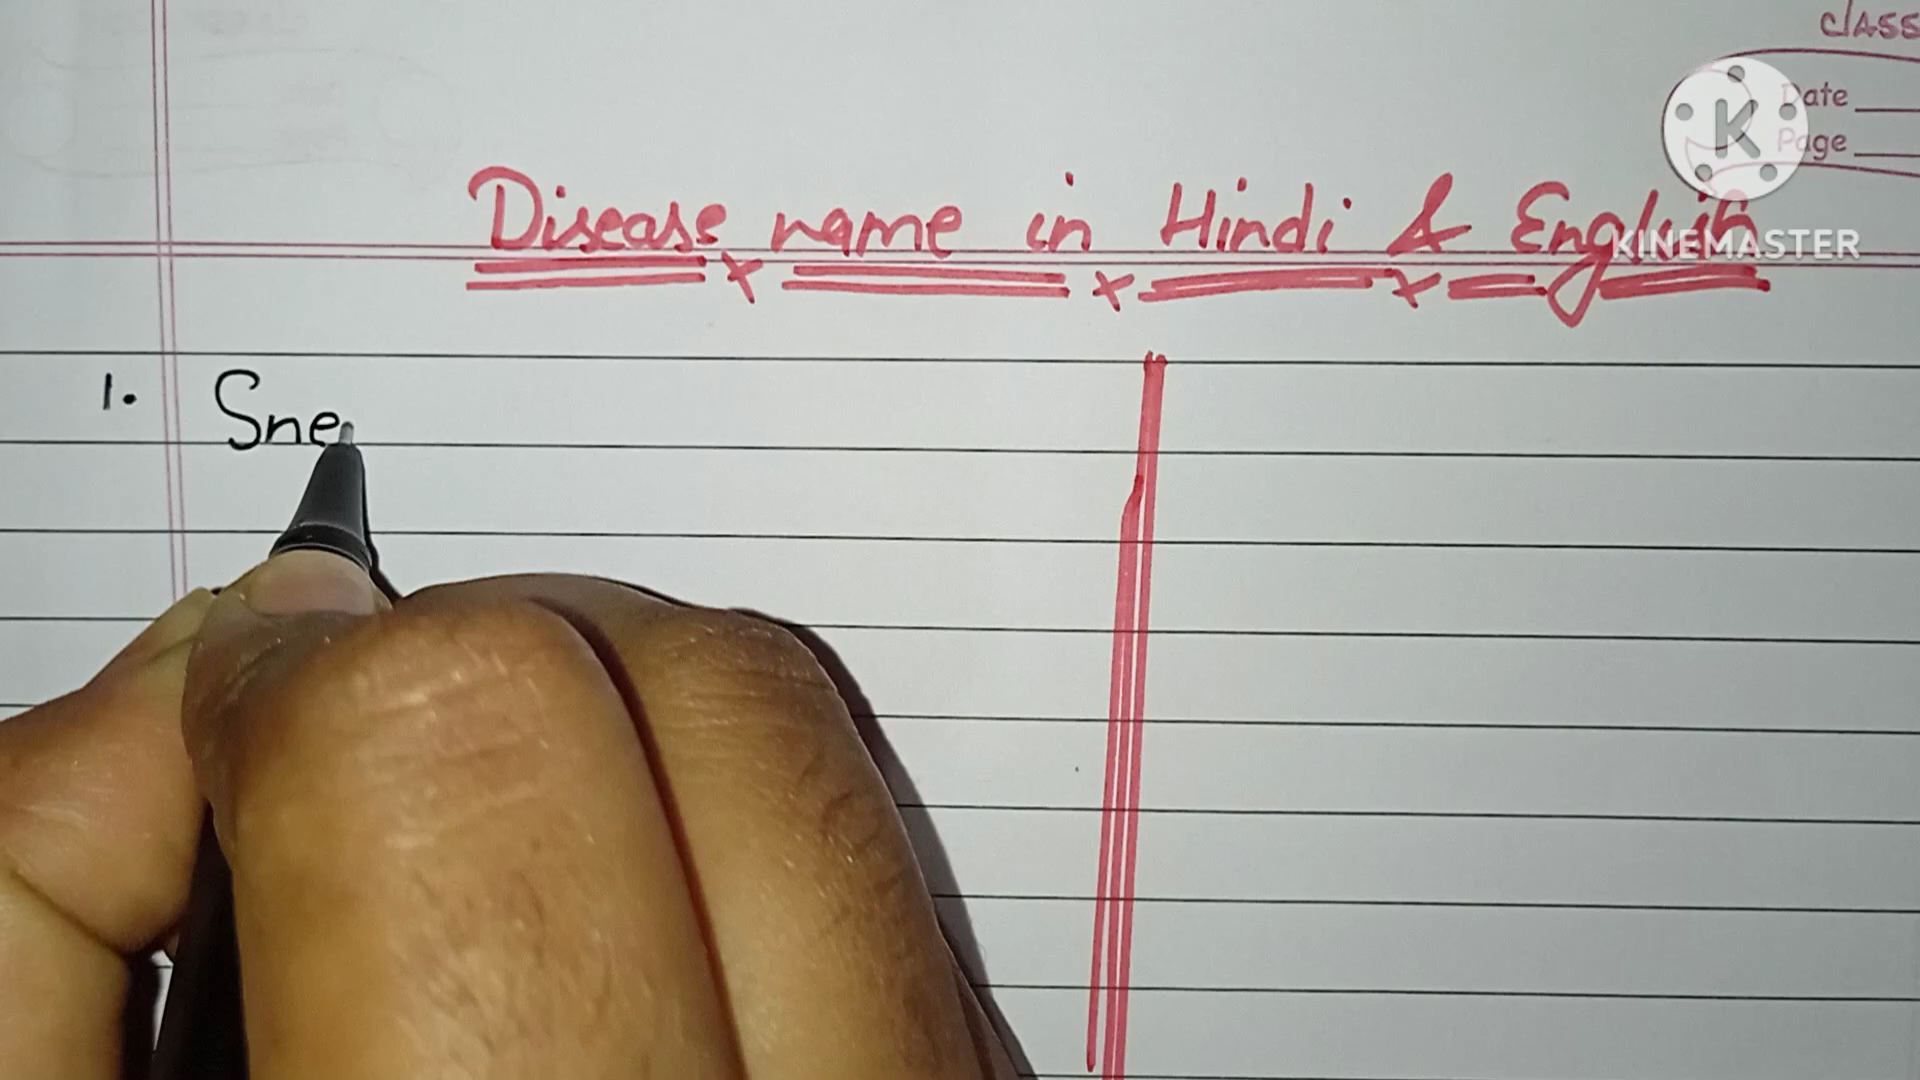 CLASS
Date
Page
K
Disease name in Hindi & English
KINEMASTER
1. Sne